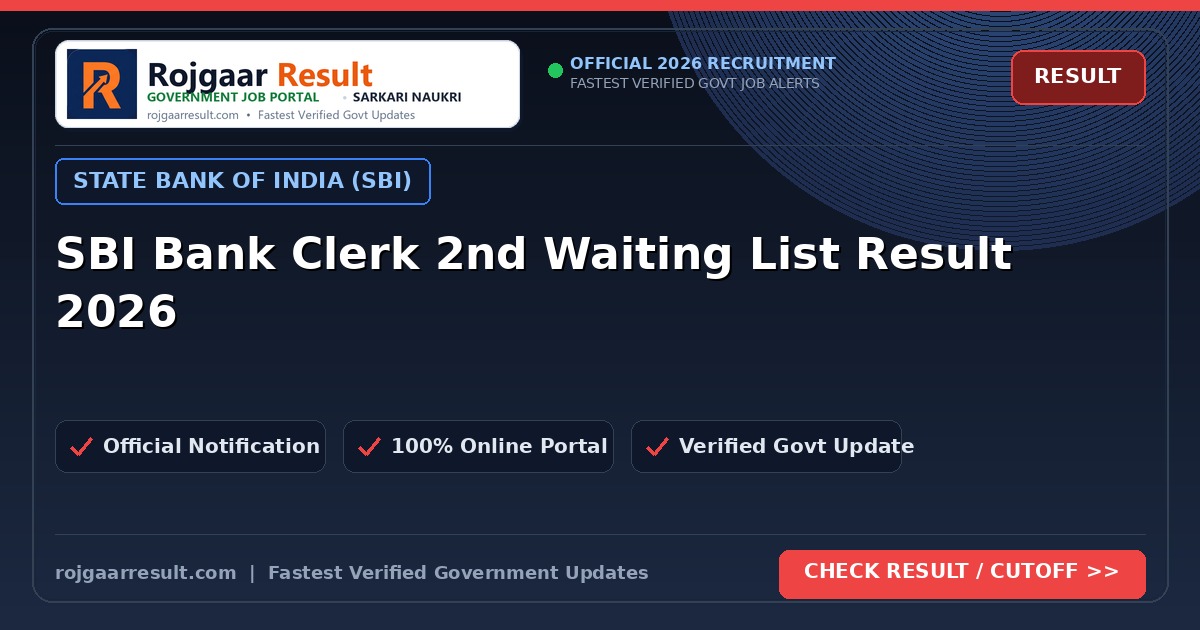 Rojgaar Result
GOVERNMENT JOB PORTAL • SARKARI NAUKRI
rojgaarresult.com • Fastest Verified Govt Updates
OFFICIAL 2026 RECRUITMENT
FASTEST VERIFIED GOVT JOB ALERTS
RESULT
STATE BANK OF INDIA (SBI)
SBI Bank Clerk 2nd Waiting List Result
2026
Official Notification
100% Online Portal
Verified Govt Update
rojgaarresult.com | Fastest Verified Government Updates
CHECK RESULT / CUTOFF >>